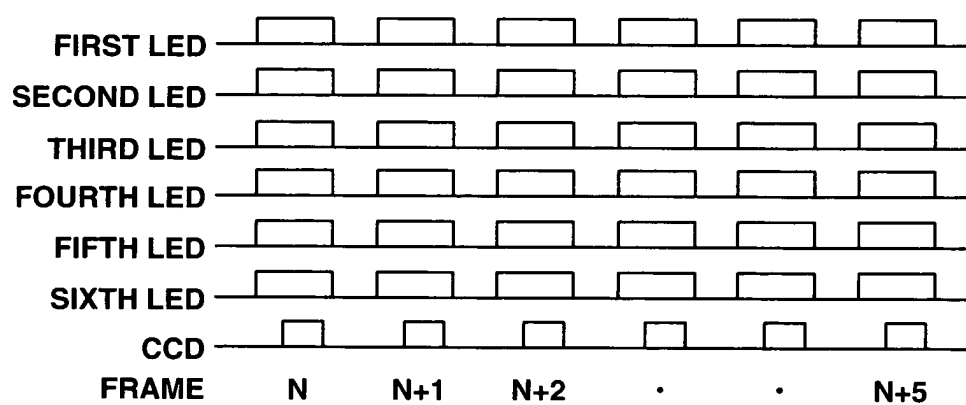 FIRST LED
SECOND LED
THIRD LED
FOURTH LED
FIFTH LED
SIXTH LED
CCD
FRAME N N+1 N+2 · · N+5